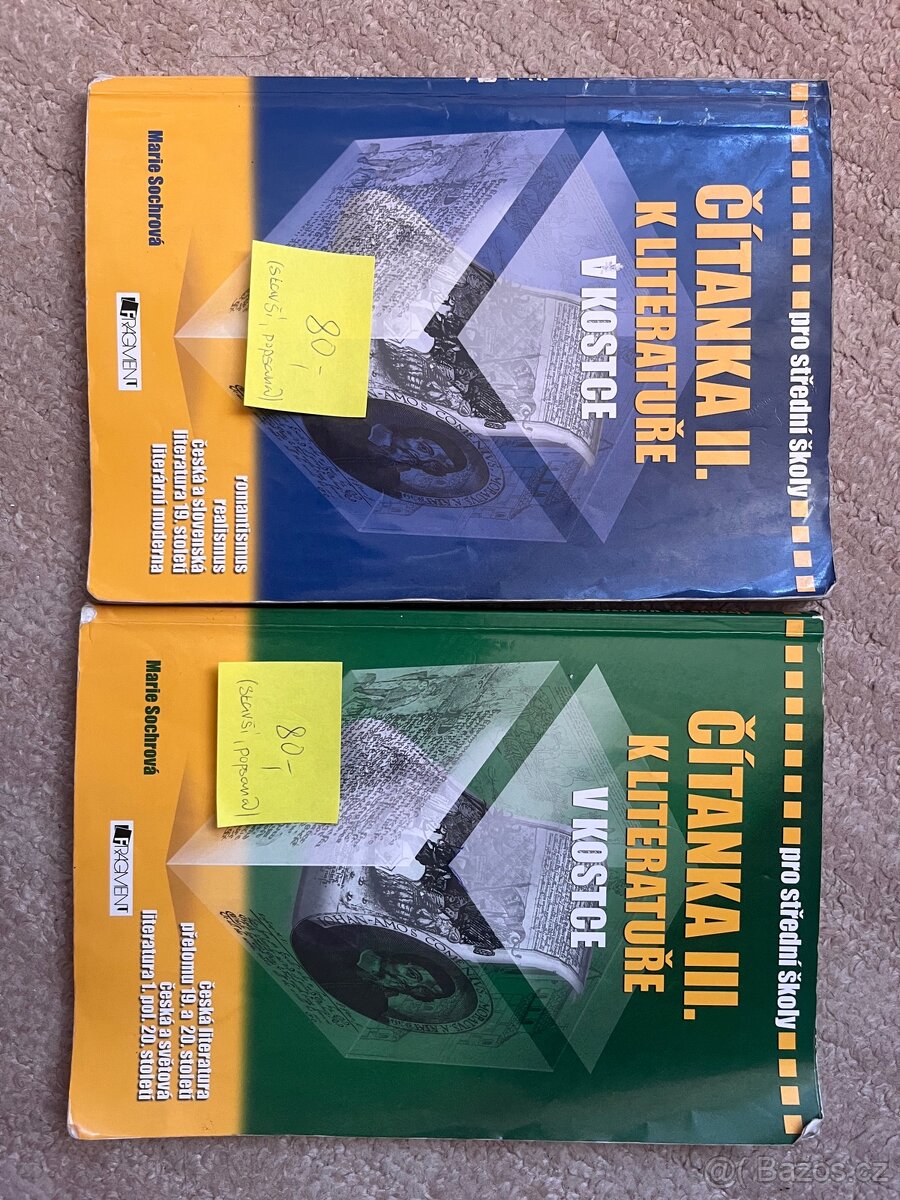 pro střední školy
ČÍTANKA II.
K LITERATUŘE
V KOSTCE
80,-
(starší, popsaná)
romantismus
realismus
česká a slovenská
literatura 19. století
literární moderna
Marie Sochrová
FRAGMENT
pro střední školy
ČÍTANKA III.
K LITERATUŘE
V KOSTCE
80,-
(starší, popsaná)
česká literatura
přelomu 19. a 20. století
česká a světová
literatura 1. pol. 20. století
Marie Sochrová
FRAGMENT
Bazoš.cz